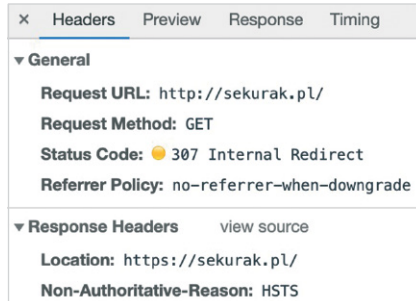 × Headers Preview Response Timing
▼ General
Request URL: http://sekurak.pl/
Request Method: GET
Status Code: 307 Internal Redirect
Referrer Policy: no-referrer-when-downgrade
▼ Response Headers view source
Location: https://sekurak.pl/
Non-Authoritative-Reason: HSTS